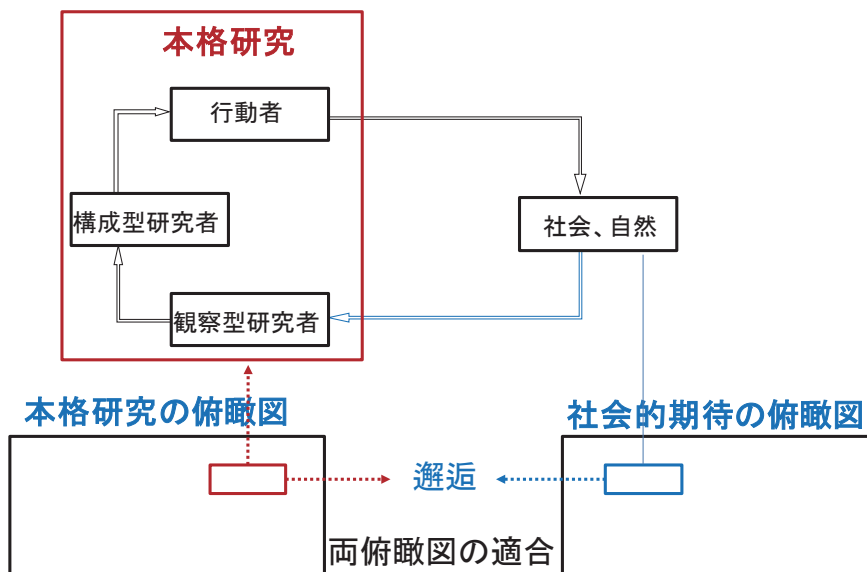 本格研究
行動者
構成型研究者
社会、自然
観察型研究者
本格研究の俯瞰図
社会的期待の俯瞰図
邂逅
両俯瞰図の適合